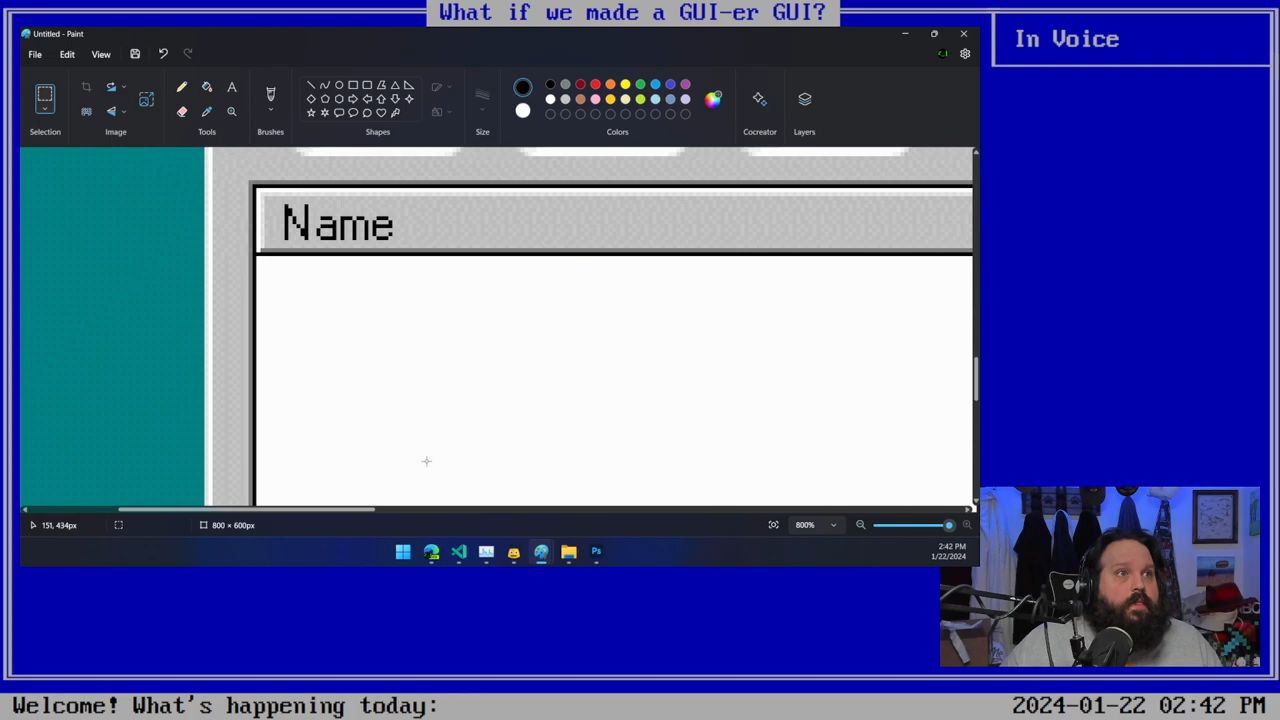 What if we made a GUI-er GUI?
In Voice
Untitled - Paint
File Edit View
Selection Image Tools Brushes Shapes Size Colors Cocreator Layers
Name
151, 434px
800 × 600px
800%
2:42 PM
1/22/2024
Welcome! What's happening today:
2024-01-22 02:42 PM